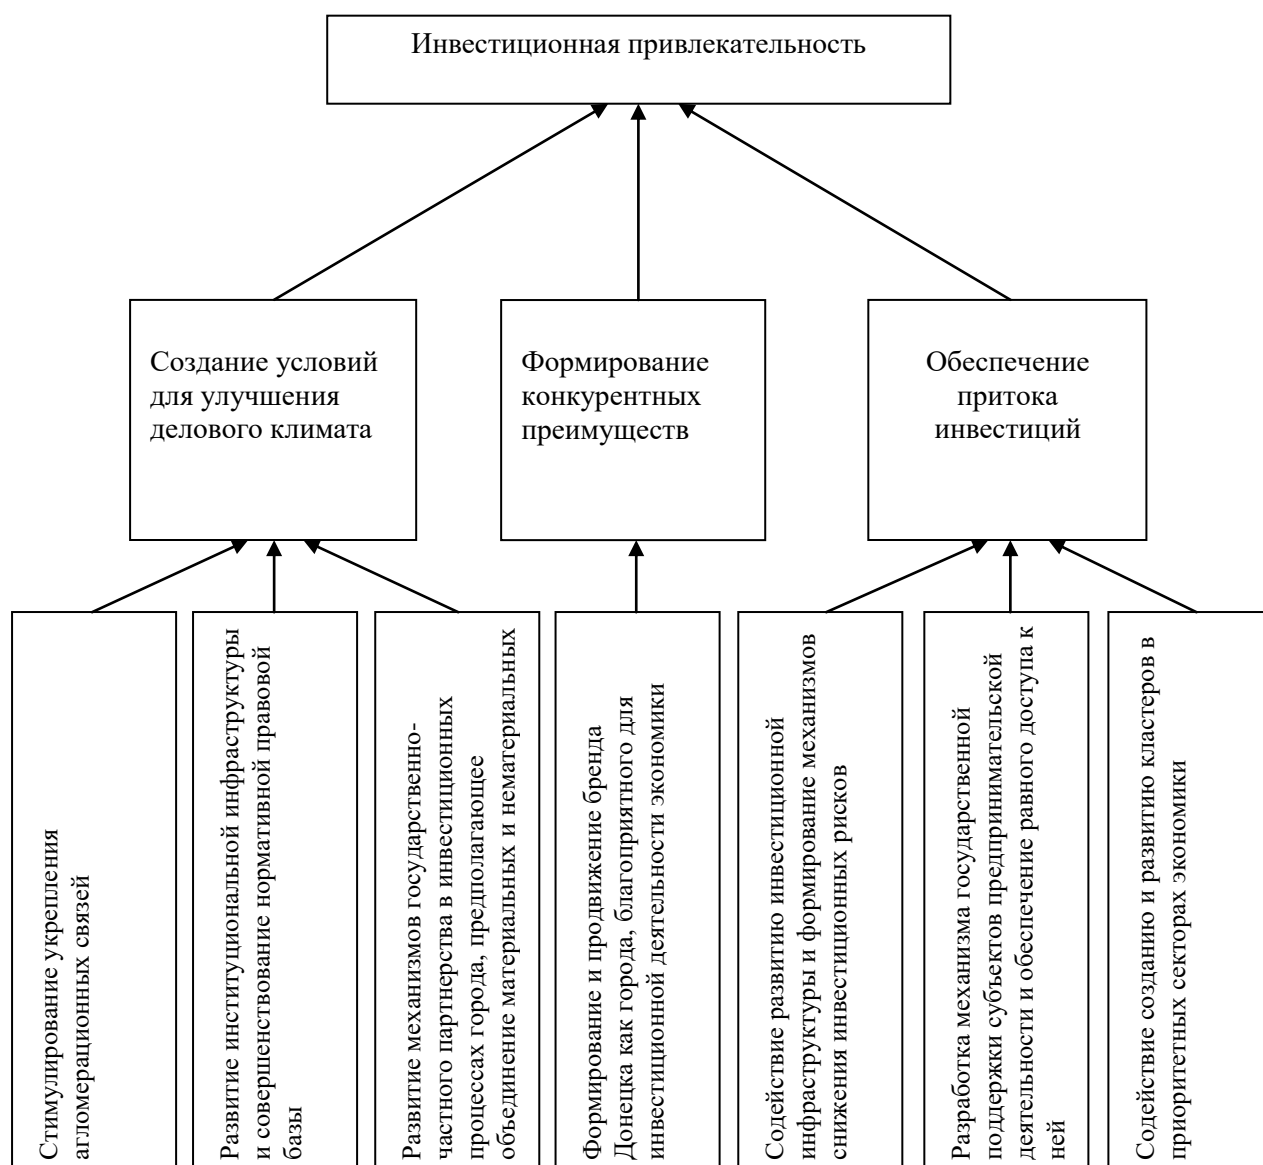 Инвестиционная привлекательность
Создание условий
для улучшения
делового климата
Формирование
конкурентных
преимуществ
Обеспечение
притока
инвестиций
Стимулирование укрепления
агломерационных связей
Развитие институциональной инфраструктуры
и совершенствование нормативной правовой
базы
Развитие механизмов государственно-
частного партнерства в инвестиционных
процессах города, предполагающее
объединение материальных и нематериальных
Формирование и продвижение бренда
Донецка как города, благоприятного для
инвестиционной деятельности экономики
Содействие развитию инвестиционной
инфраструктуры и формирование механизмов
снижения инвестиционных рисков
Разработка механизма государственной
поддержки субъектов предпринимательской
деятельности и обеспечение равного доступа к
ней
Содействие созданию и развитию кластеров в
приоритетных секторах экономики